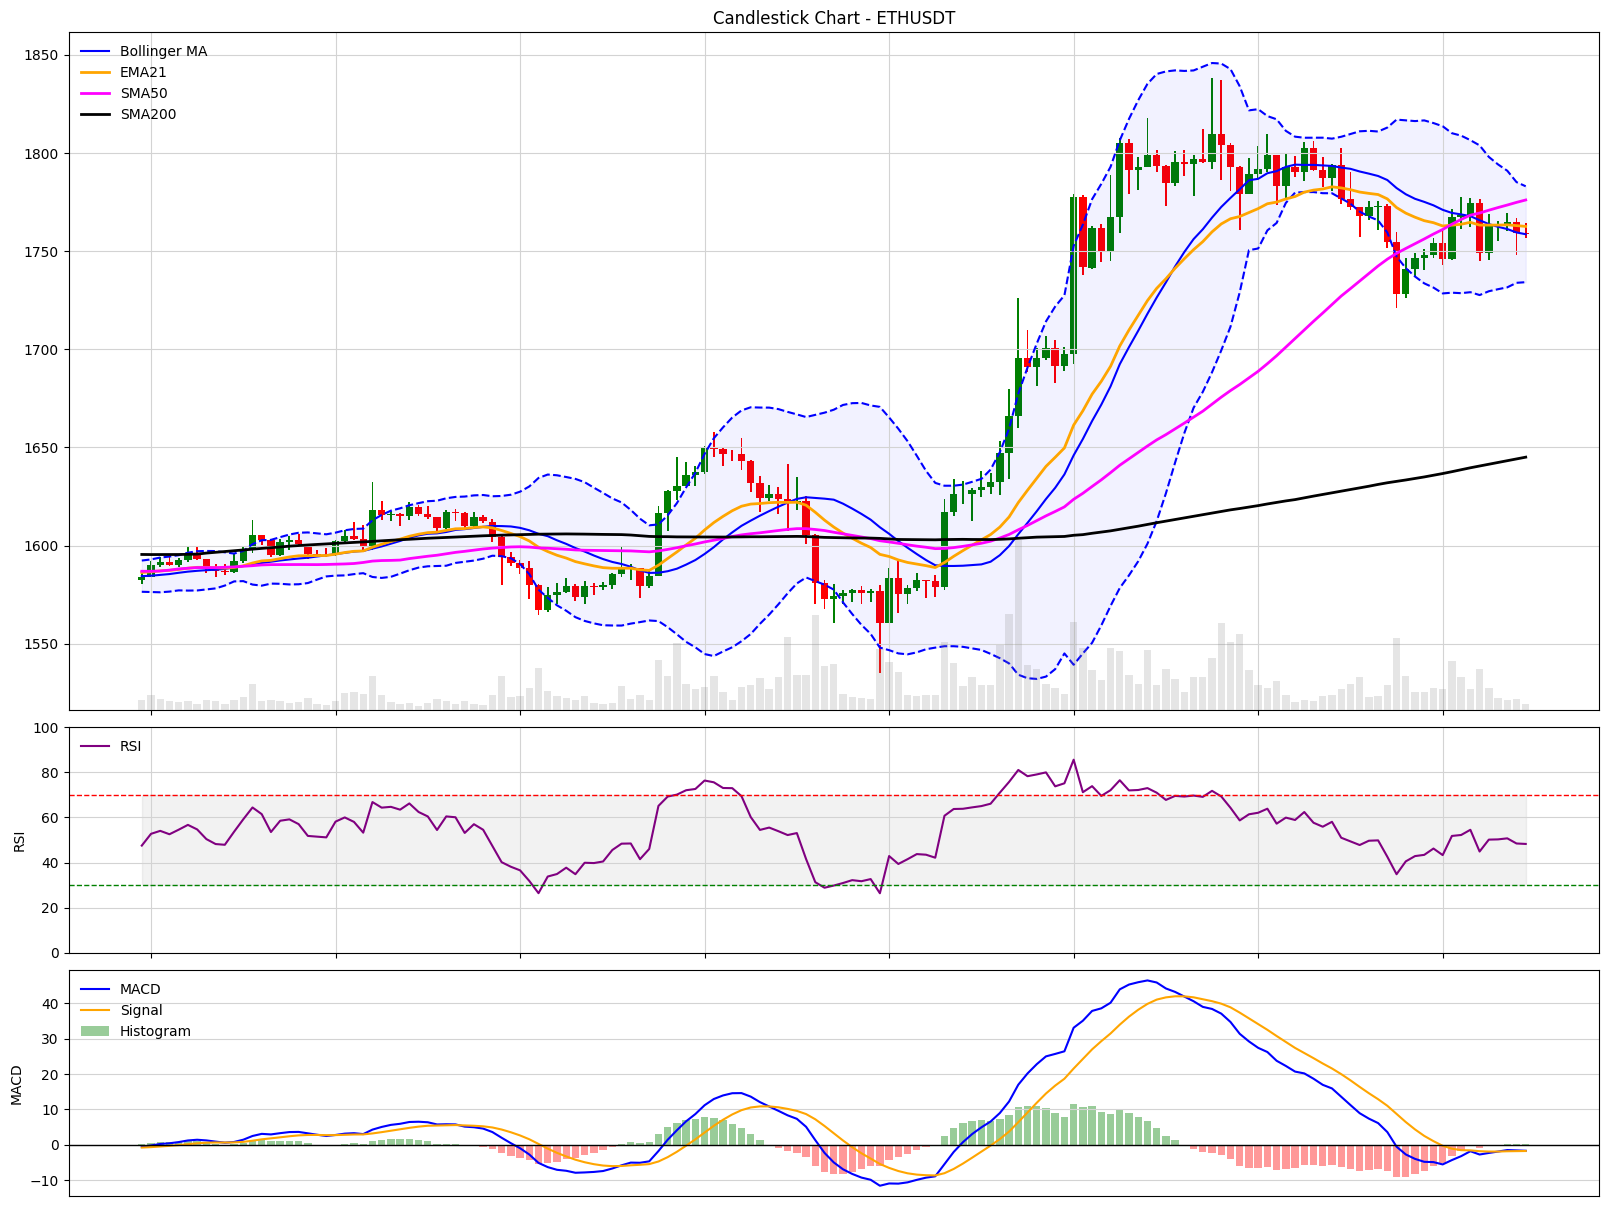 Candlestick Chart - ETHUSDT
Bollinger MA
EMA21
SMA50
SMA200
1850
1800
1750
1700
1650
1600
1550
RSI
100
80
60
40
20
0
RSI
MACD
Signal
Histogram
40
30
20
10
0
−10
MACD